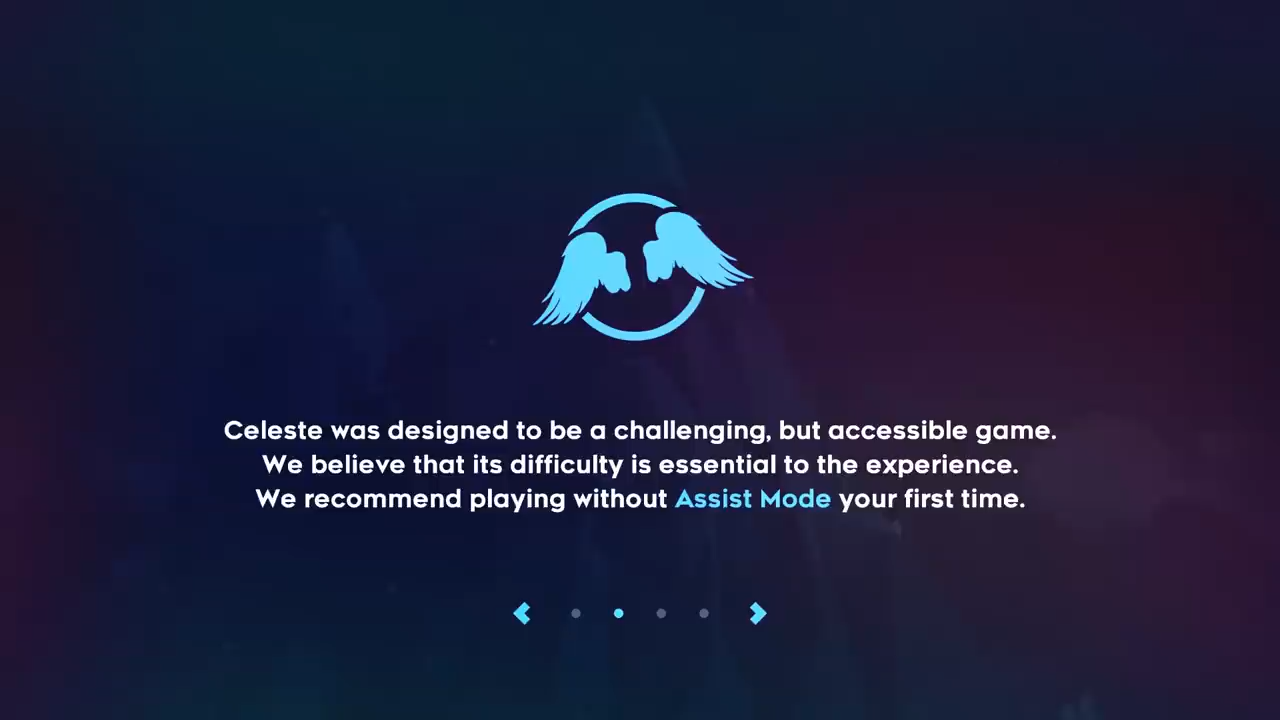 Celeste was designed to be a challenging, but accessible game.
We believe that its difficulty is essential to the experience.
We recommend playing without Assist Mode your first time.